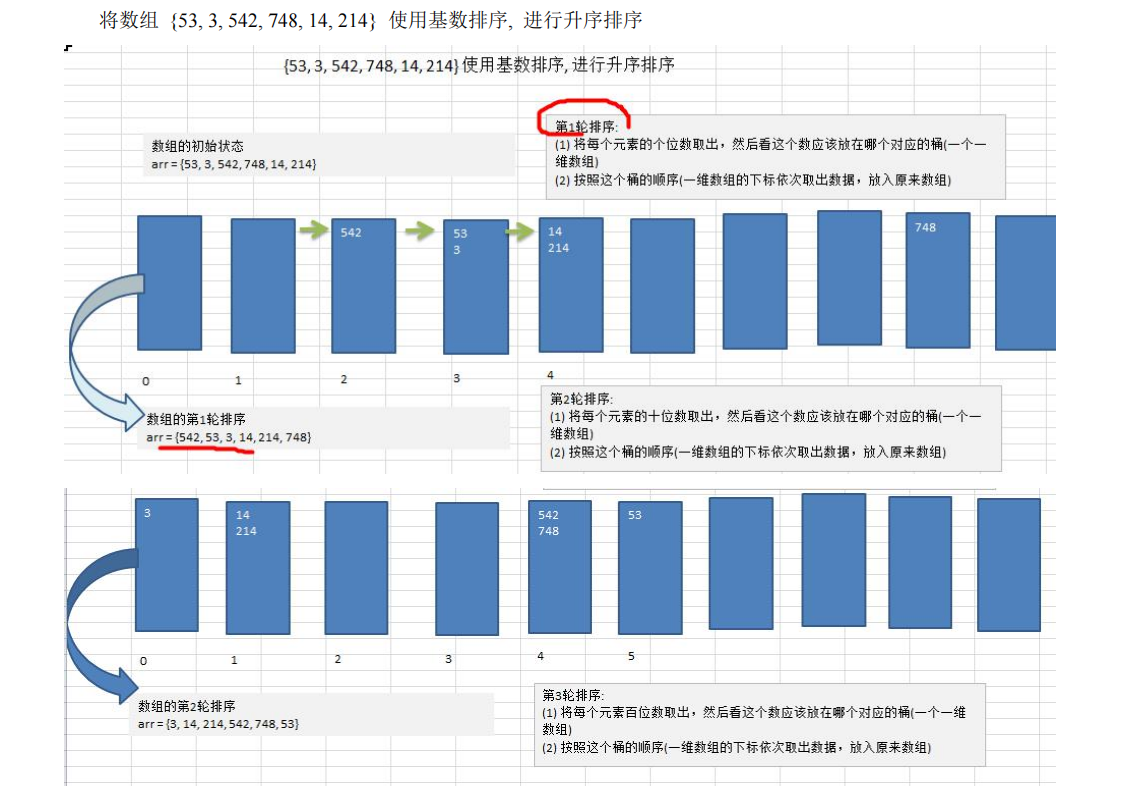 将数组 {53, 3, 542, 748, 14, 214} 使用基数排序, 进行升序排序
{53, 3, 542, 748, 14, 214} 使用基数排序, 进行升序排序
数组的初始状态
arr = {53, 3, 542, 748, 14, 214}
第1轮排序:
(1) 将每个元素的个位数取出，然后看这个数应该放在哪个对应的桶(一个一
维数组)
(2) 按照这个桶的顺序(一维数组的下标依次取出数据，放入原来数组)
542
53
3
14
214
748
0
1
2
3
4
数组的第1轮排序
arr = {542, 53, 3, 14, 214, 748}
第2轮排序:
(1) 将每个元素的十位数取出，然后看这个数应该放在哪个对应的桶(一个一
维数组)
(2) 按照这个桶的顺序(一维数组的下标依次取出数据，放入原来数组)
3
14
214
542
748
53
0
1
2
3
4
5
数组的第2轮排序
arr = {3, 14, 214, 542, 748, 53}
第3轮排序:
(1) 将每个元素百位数取出，然后看这个数应该放在哪个对应的桶(一个一维
数组)
(2) 按照这个桶的顺序(一维数组的下标依次取出数据，放入原来数组)